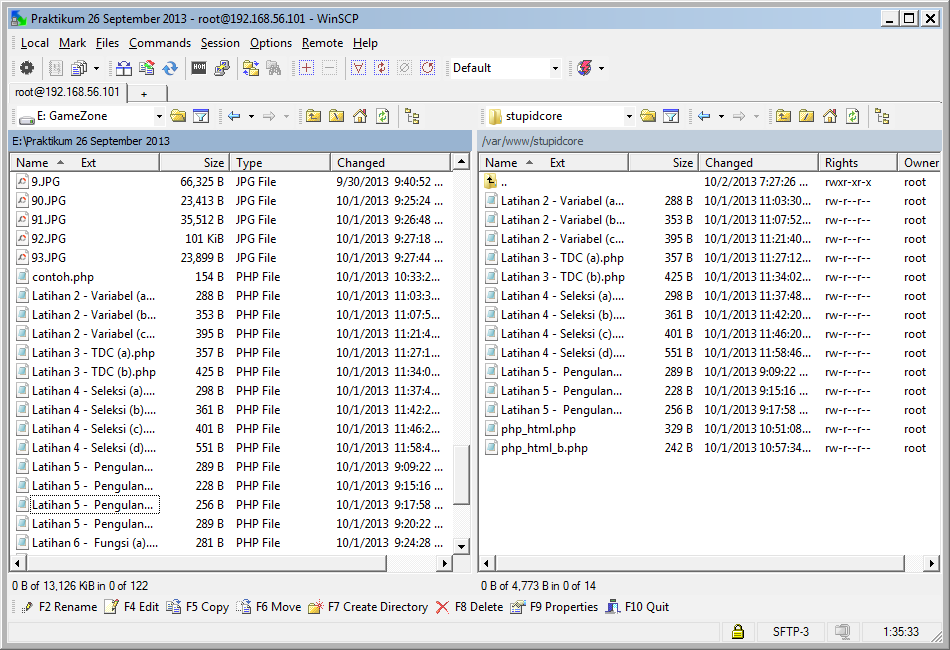 Praktikum 26 September 2013 - root@192.168.56.101 - WinSCP
Local Mark Files Commands Session Options Remote Help
Default
root@192.168.56.101 +
E: GameZone stupidcore
E:\Praktikum 26 September 2013 /var/www/stupidcore
Name Ext Size Type Changed
9.JPG 66,325 B JPG File 9/30/2013 9:40:52 ...
90.JPG 23,413 B JPG File 10/1/2013 9:25:24 ...
91.JPG 35,512 B JPG File 10/1/2013 9:26:48 ...
92.JPG 101 KiB JPG File 10/1/2013 9:27:18 ...
93.JPG 23,899 B JPG File 10/1/2013 9:27:44 ...
contoh.php 154 B PHP File 10/1/2013 10:33:2...
Latihan 2 - Variabel (a... 288 B PHP File 10/1/2013 11:03:3...
Latihan 2 - Variabel (b... 353 B PHP File 10/1/2013 11:07:5...
Latihan 2 - Variabel (c... 395 B PHP File 10/1/2013 11:21:4...
Latihan 3 - TDC (a).php 357 B PHP File 10/1/2013 11:27:1...
Latihan 3 - TDC (b).php 425 B PHP File 10/1/2013 11:34:0...
Latihan 4 - Seleksi (a).... 298 B PHP File 10/1/2013 11:37:4...
Latihan 4 - Seleksi (b).... 361 B PHP File 10/1/2013 11:42:2...
Latihan 4 - Seleksi (c).... 401 B PHP File 10/1/2013 11:46:2...
Latihan 4 - Seleksi (d).... 551 B PHP File 10/1/2013 11:58:4...
Latihan 5 - Pengulan... 289 B PHP File 10/1/2013 9:09:22 ...
Latihan 5 - Pengulan... 228 B PHP File 10/1/2013 9:15:16 ...
Latihan 5 - Pengulan... 256 B PHP File 10/1/2013 9:17:58 ...
Latihan 5 - Pengulan... 289 B PHP File 10/1/2013 9:20:22 ...
Latihan 6 - Fungsi (a).... 281 B PHP File 10/1/2013 9:24:28 ...
Name Ext Size Changed Rights Owner
.. 10/2/2013 7:27:26 ... rwxr-xr-x root
Latihan 2 - Variabel (a... 288 B 10/1/2013 11:03:30... rw-r--r-- root
Latihan 2 - Variabel (b... 353 B 10/1/2013 11:07:52... rw-r--r-- root
Latihan 2 - Variabel (c... 395 B 10/1/2013 11:21:40... rw-r--r-- root
Latihan 3 - TDC (a).php 357 B 10/1/2013 11:27:12... rw-r--r-- root
Latihan 3 - TDC (b).php 425 B 10/1/2013 11:34:02... rw-r--r-- root
Latihan 4 - Seleksi (a).... 298 B 10/1/2013 11:37:48... rw-r--r-- root
Latihan 4 - Seleksi (b).... 361 B 10/1/2013 11:42:20... rw-r--r-- root
Latihan 4 - Seleksi (c).... 401 B 10/1/2013 11:46:20... rw-r--r-- root
Latihan 4 - Seleksi (d).... 551 B 10/1/2013 11:58:46... rw-r--r-- root
Latihan 5 - Pengulan... 289 B 10/1/2013 9:09:22 ... rw-r--r-- root
Latihan 5 - Pengulan... 228 B 10/1/2013 9:15:16 ... rw-r--r-- root
Latihan 5 - Pengulan... 256 B 10/1/2013 9:17:58 ... rw-r--r-- root
php_html.php 329 B 10/1/2013 10:51:08... rw-r--r-- root
php_html_b.php 242 B 10/1/2013 10:57:34... rw-r--r-- root
0 B of 13,126 KiB in 0 of 122 0 B of 4,773 B in 0 of 14
F2 Rename F4 Edit F5 Copy F6 Move F7 Create Directory F8 Delete F9 Properties F10 Quit
SFTP-3 1:35:33